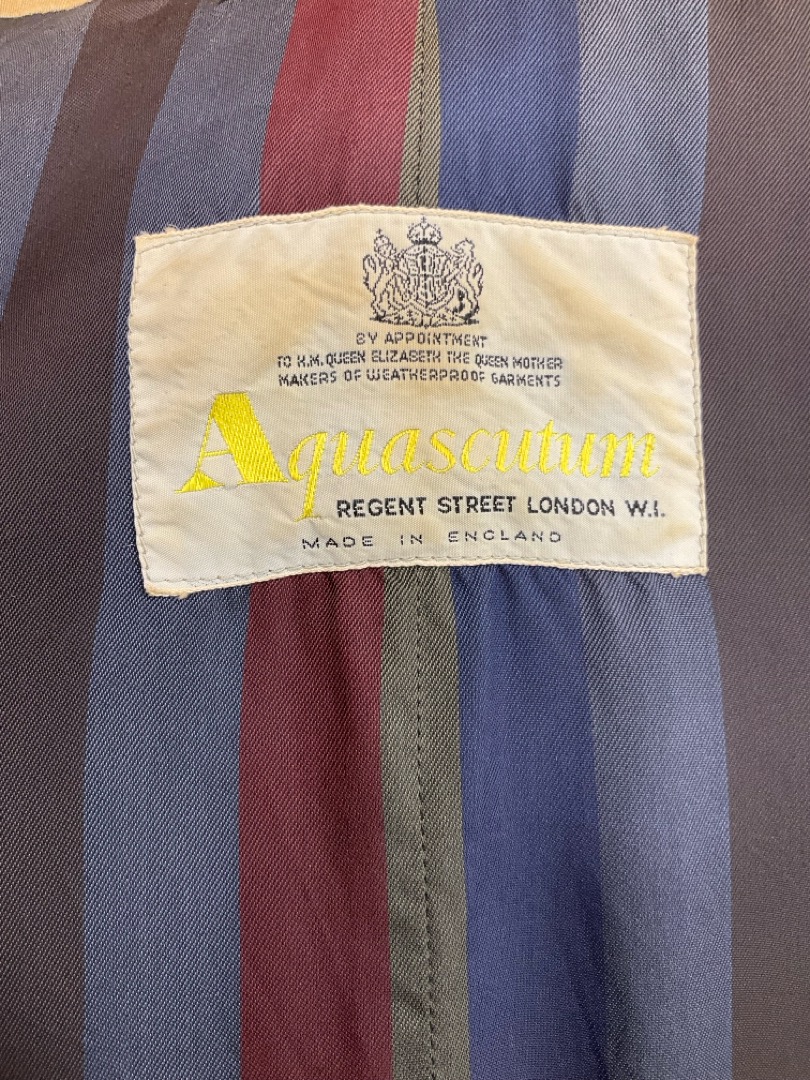 BY APPOINTMENT
TO H.M. QUEEN ELIZABETH THE QUEEN MOTHER
MAKERS OF WEATHERPROOF GARMENTS
Aquascutum
REGENT STREET LONDON W.I.
MADE IN ENGLAND